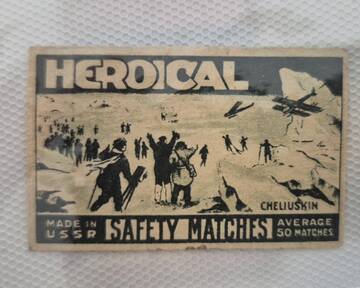 HEROICAL
CHELIUSKIN
MADE IN USSR
SAFETY MATCHES
AVERAGE 50 MATCHES